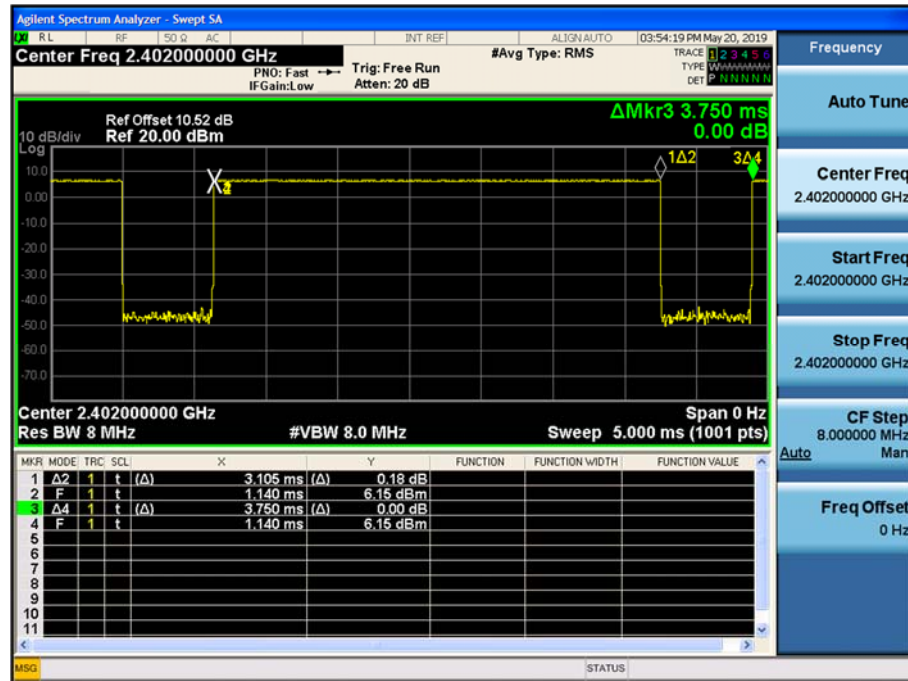 Agilent Spectrum Analyzer - Swept SA
LXI RL RF 50 Ω AC INT REF ALIGN AUTO 03:54:19 PM May 20, 2019
Center Freq 2.402000000 GHz
PNO: Fast
IFGain:Low
Trig: Free Run
Atten: 20 dB
#Avg Type: RMS
TRACE 1 2 3 4 5 6
TYPE WWWWWW
DET P N N N N N
ΔMkr3 3.750 ms
0.00 dB
Ref Offset 10.52 dB
10 dB/div Ref 20.00 dBm
Log
1Δ2 3Δ4
10.0
0.00
-10.0
-20.0
-30.0
-40.0
-50.0
-60.0
-70.0
Center 2.402000000 GHz Span 0 Hz
Res BW 8 MHz #VBW 8.0 MHz Sweep 5.000 ms (1001 pts)
MKR MODE TRC SCL X Y FUNCTION FUNCTION WIDTH FUNCTION VALUE
1 Δ2 1 t (Δ) 3.105 ms (Δ) 0.18 dB
2 F 1 t 1.140 ms 6.15 dBm
3 Δ4 1 t (Δ) 3.750 ms (Δ) 0.00 dB
4 F 1 t 1.140 ms 6.15 dBm
5
6
7
8
9
10
11
MSG STATUS
Frequency
Auto Tune
Center Freq
2.402000000 GHz
Start Freq
2.402000000 GHz
Stop Freq
2.402000000 GHz
CF Step
8.000000 MHz
Auto Man
Freq Offset
0 Hz